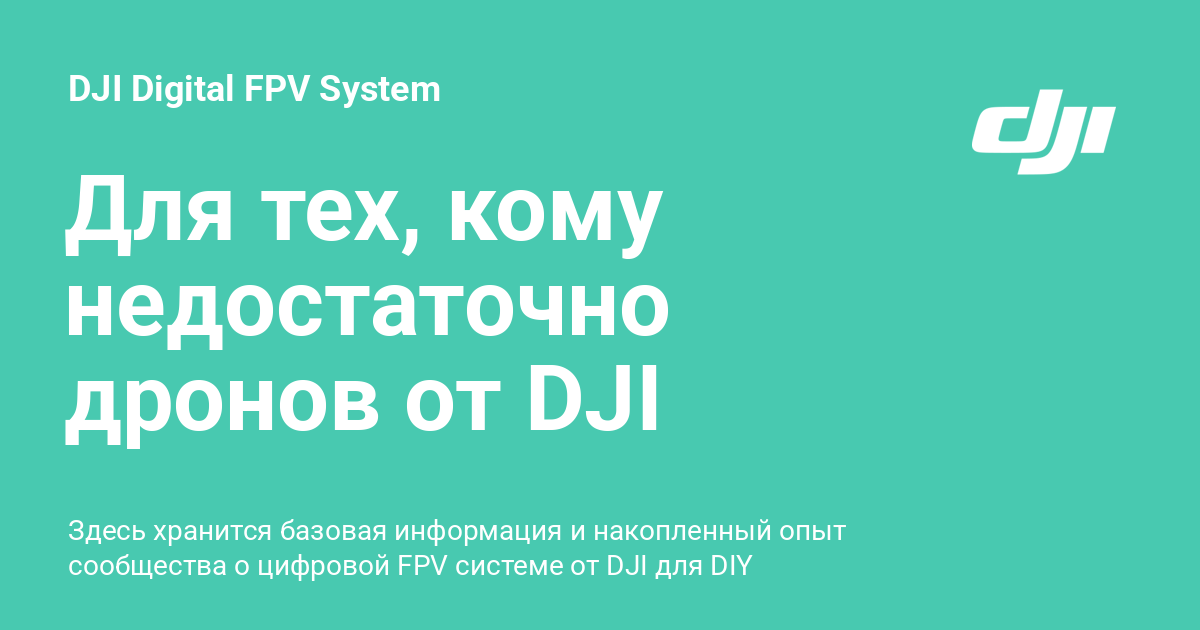 DJI Digital FPV System
dji
Для тех, кому
недостаточно
дронов от DJI
Здесь хранится базовая информация и накопленный опыт
сообщества о цифровой FPV системе от DJI для DIY